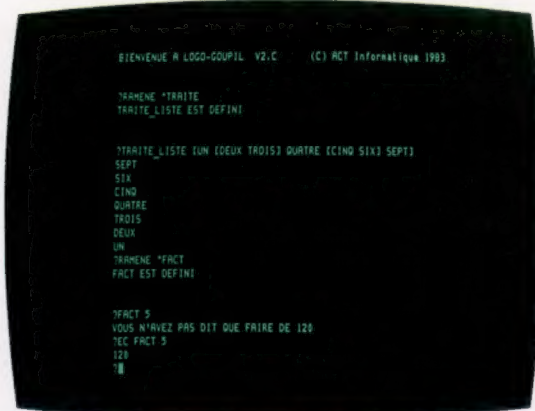 BIENVENUE A LOGO-GOUPIL V2.C (C) ACT Informatique 1983
?RAMENE "TRAITE
TRAITE_LISTE EST DEFINI
?TRAITE_LISTE [UN [DEUX TROIS] QUATRE [CINQ SIX] SEPT]
SEPT
SIX
CINQ
QUATRE
TROIS
DEUX
UN
?RAMENE "FACT
FACT EST DEFINI
?FACT 5
VOUS N'AVEZ PAS DIT QUE FAIRE DE 120
?EC FACT 5
120
?